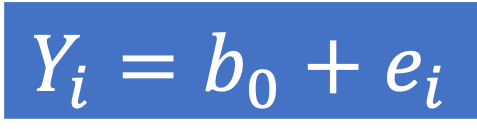 Yᵢ = b₀ + eᵢ